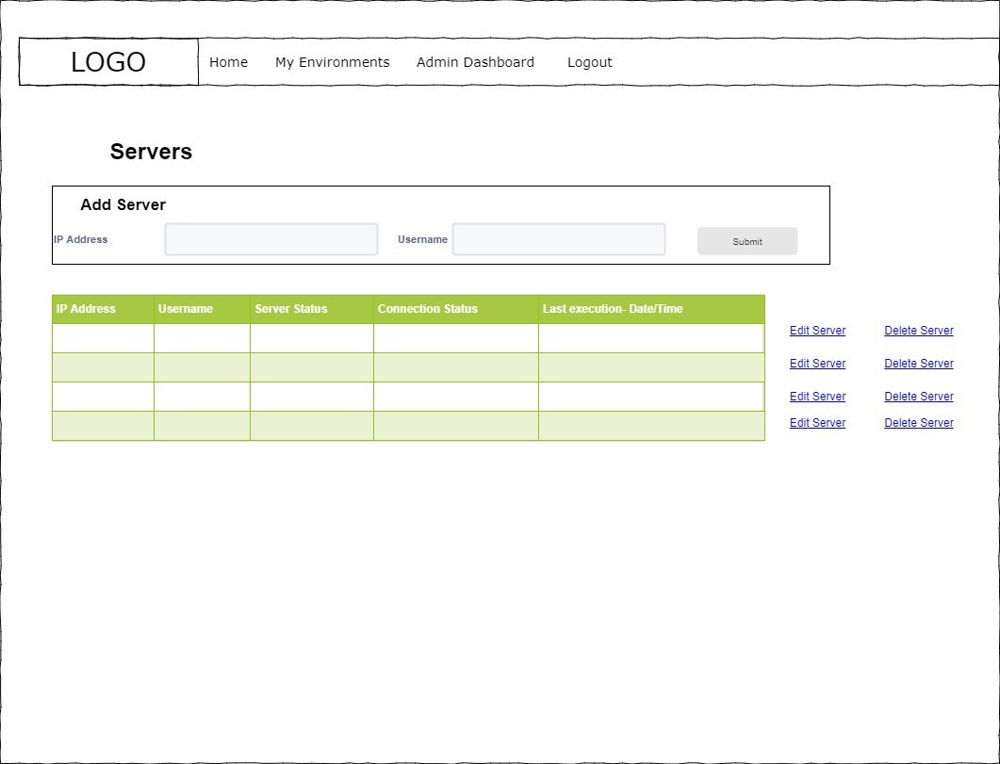 LOGO Home My Environments Admin Dashboard Logout
Servers
Add Server
IP Address Username Submit
IP Address Username Server Status Connection Status Last execution- Date/Time
Edit Server Delete Server
Edit Server Delete Server
Edit Server Delete Server
Edit Server Delete Server